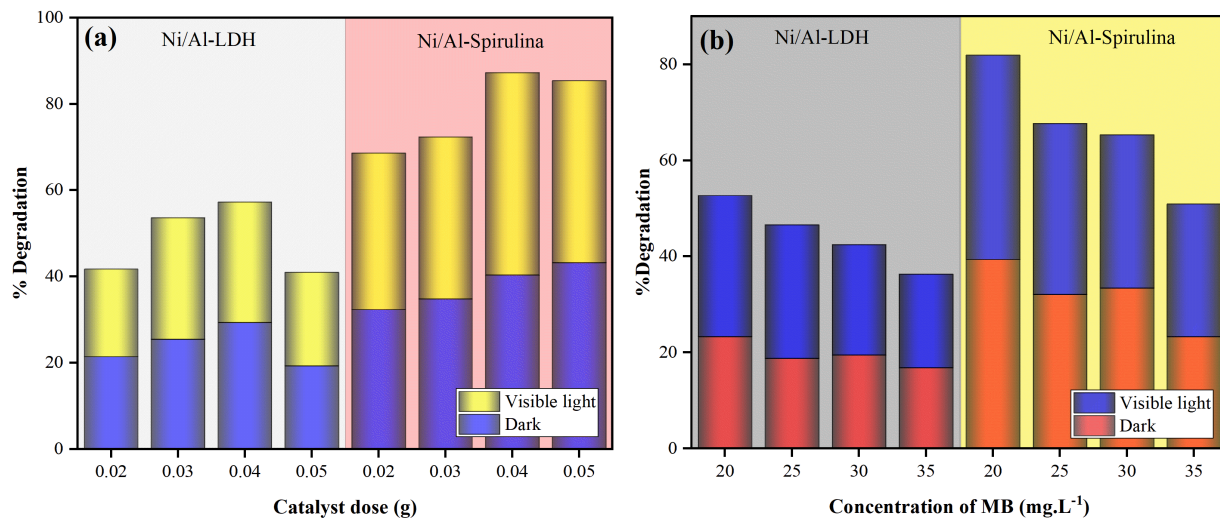 (a)
Ni/Al-LDH
Ni/Al-Spirulina
% Degradation
100
80
60
40
20
0
Visible light
Dark
0.02 0.03 0.04 0.05 0.02 0.03 0.04 0.05
Catalyst dose (g)
(b)
Ni/Al-LDH
Ni/Al-Spirulina
%Degradation
80
60
40
20
0
Visible light
Dark
20 25 30 35 20 25 30 35
Concentration of MB (mg.L⁻¹)